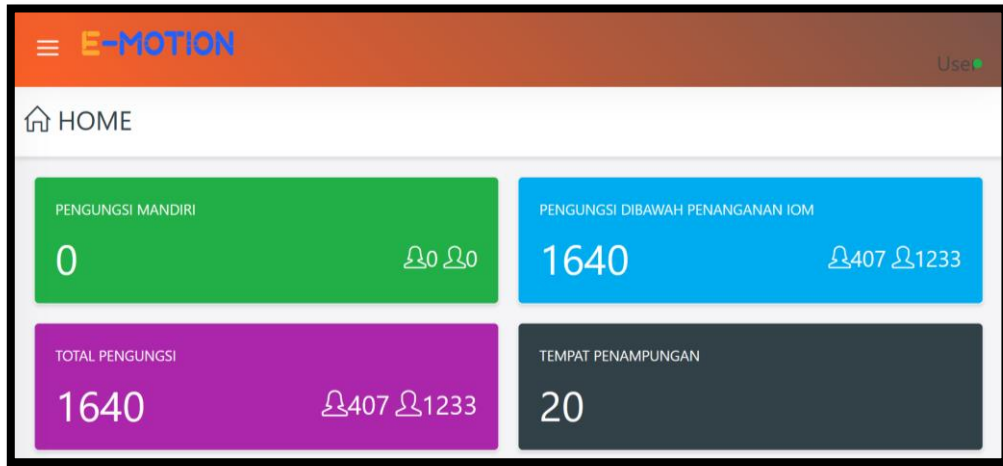 E-MOTION
User
HOME
PENGUNGSI MANDIRI
0
0 0
PENGUNGSI DIBAWAH PENANGANAN IOM
1640
407 1233
TOTAL PENGUNGSI
1640
407 1233
TEMPAT PENAMPUNGAN
20